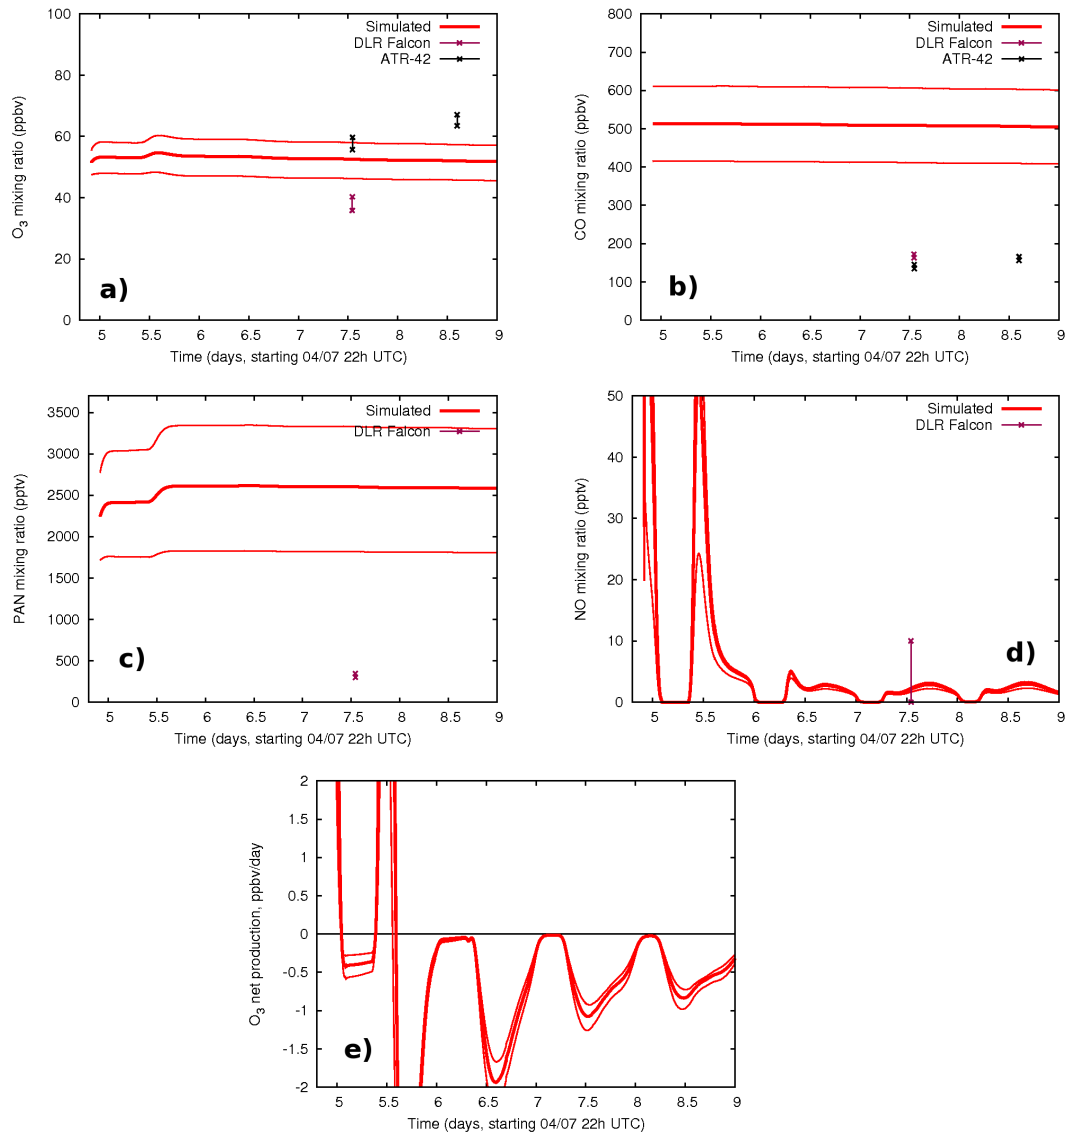 100
80
60
40
20
0
O3 mixing ratio (ppbv)
Simulated
DLR Falcon
ATR-42
a)
5 5.5 6 6.5 7 7.5 8 8.5 9
Time (days, starting 04/07 22h UTC)
800
700
600
500
400
300
200
100
0
CO mixing ratio (ppbv)
Simulated
DLR Falcon
ATR-42
b)
5 5.5 6 6.5 7 7.5 8 8.5 9
Time (days, starting 04/07 22h UTC)
3500
3000
2500
2000
1500
1000
500
0
PAN mixing ratio (pptv)
Simulated
DLR Falcon
c)
5 5.5 6 6.5 7 7.5 8 8.5 9
Time (days, starting 04/07 22h UTC)
50
40
30
20
10
0
NO mixing ratio (pptv)
Simulated
DLR Falcon
d)
5 5.5 6 6.5 7 7.5 8 8.5 9
Time (days, starting 04/07 22h UTC)
2
1.5
1
0.5
0
-0.5
-1
-1.5
-2
O3 net production, ppbv/day
e)
5 5.5 6 6.5 7 7.5 8 8.5 9
Time (days, starting 04/07 22h UTC)